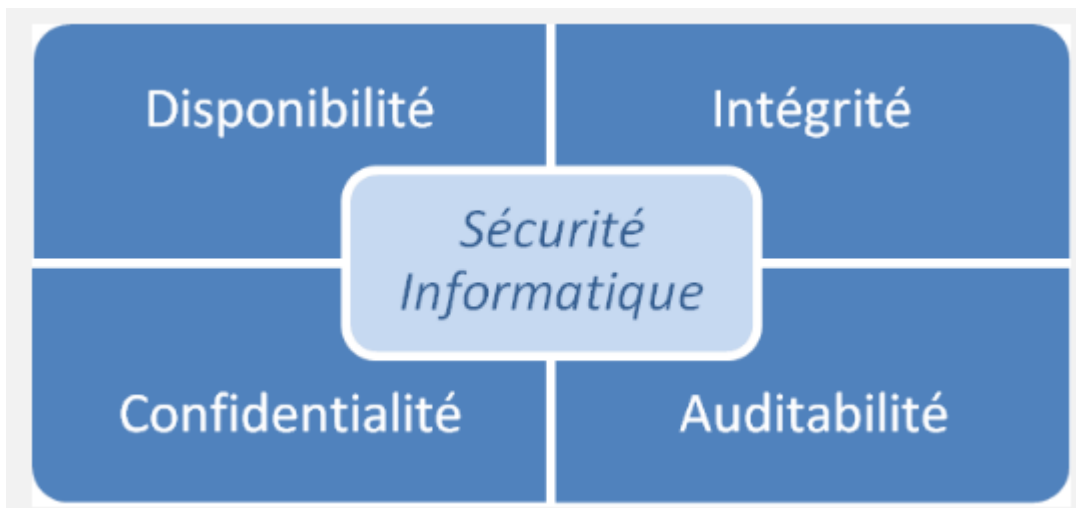 Disponibilité
Intégrité
Sécurité
Informatique
Confidentialité
Auditabilité